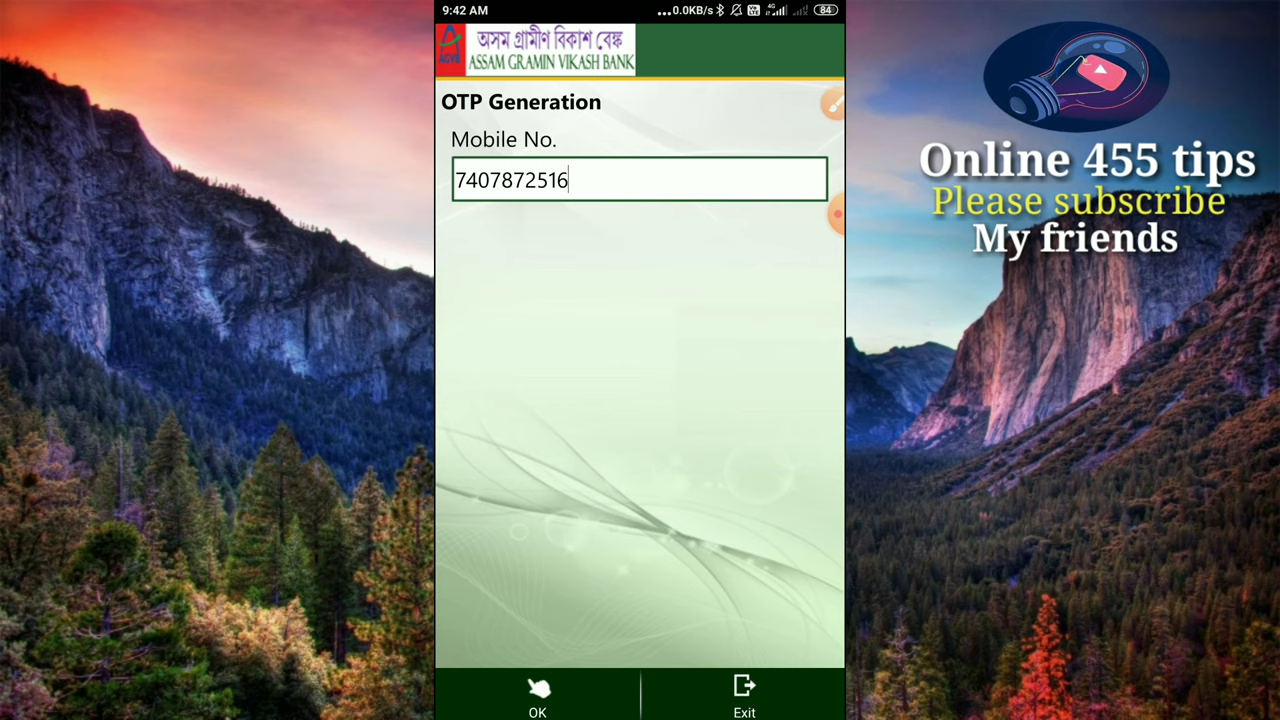 9:42 AM
...0.0KB/s
4G
84
AGVB
অসম গ্রামীণ বিকাশ বেঙ্ক
ASSAM GRAMIN VIKASH BANK
OTP Generation
Mobile No.
7407872516
OK
Exit
Online 455 tips
Please subscribe
My friends